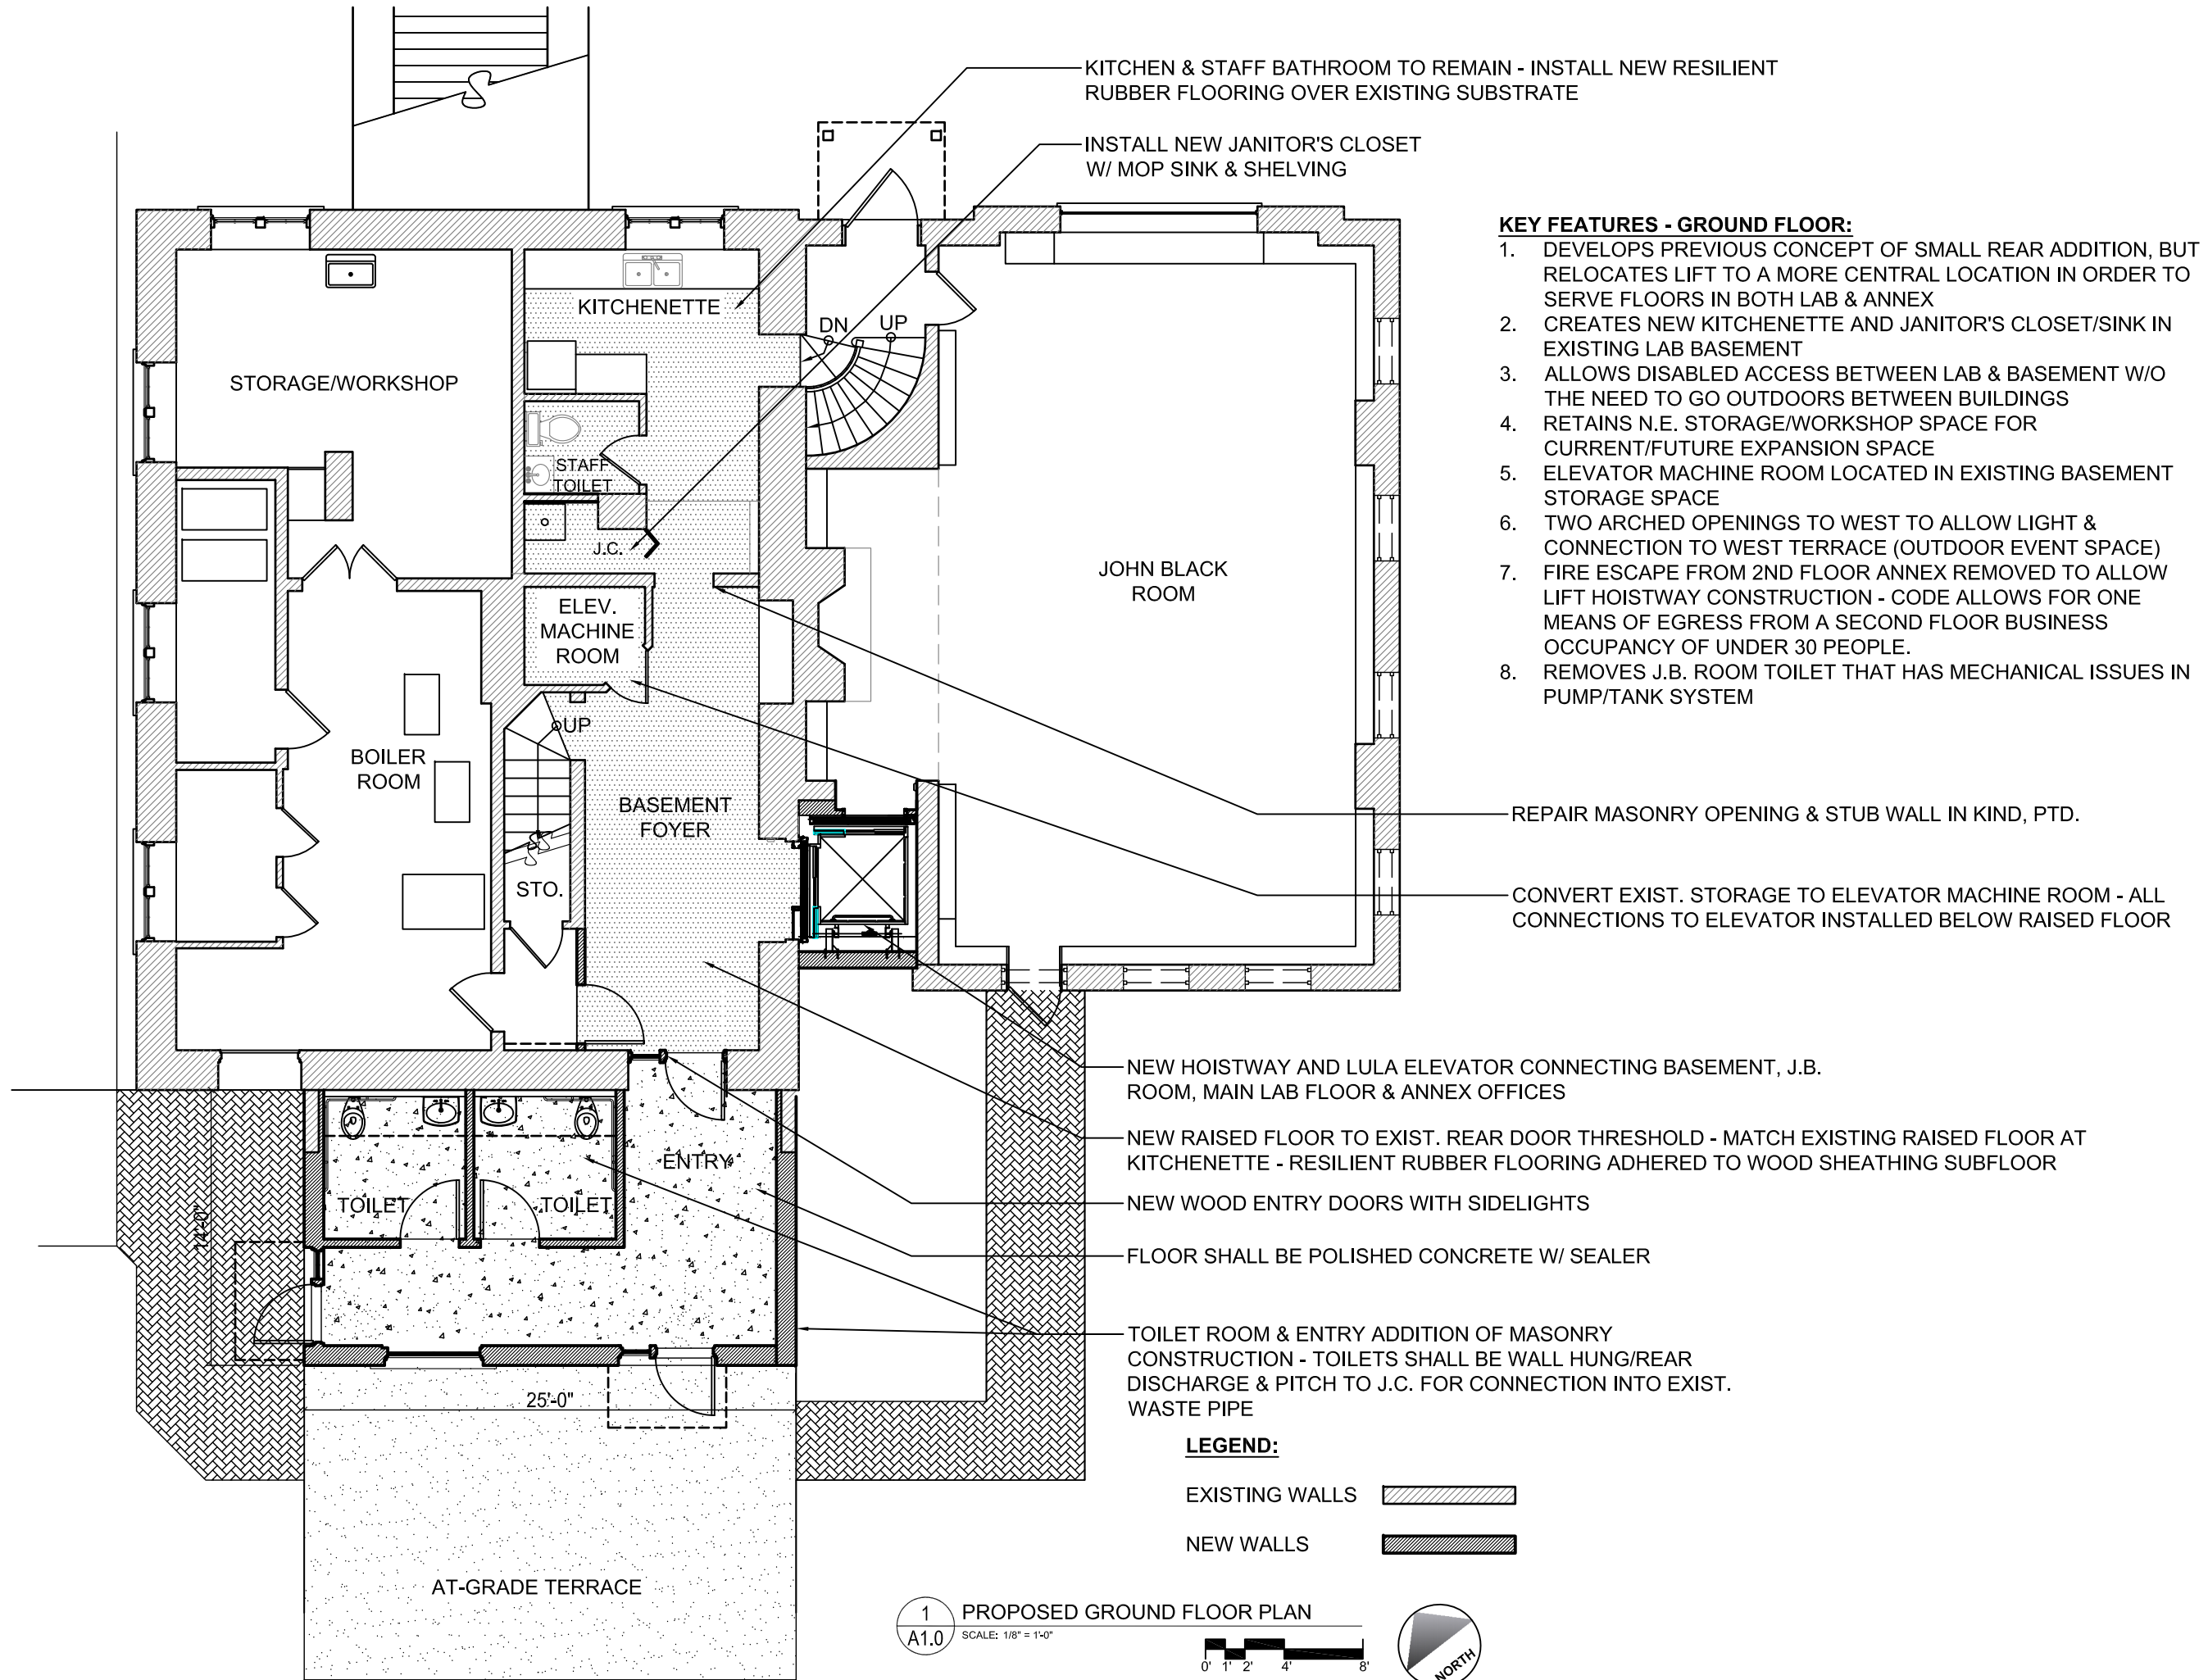 KITCHEN & STAFF BATHROOM TO REMAIN - INSTALL NEW RESILIENT
RUBBER FLOORING OVER EXISTING SUBSTRATE
INSTALL NEW JANITOR'S CLOSET
W/ MOP SINK & SHELVING
KEY FEATURES - GROUND FLOOR:
1. DEVELOPS PREVIOUS CONCEPT OF SMALL REAR ADDITION, BUT
RELOCATES LIFT TO A MORE CENTRAL LOCATION IN ORDER TO
SERVE FLOORS IN BOTH LAB & ANNEX
2. CREATES NEW KITCHENETTE AND JANITOR'S CLOSET/SINK IN
EXISTING LAB BASEMENT
3. ALLOWS DISABLED ACCESS BETWEEN LAB & BASEMENT W/O
THE NEED TO GO OUTDOORS BETWEEN BUILDINGS
4. RETAINS N.E. STORAGE/WORKSHOP SPACE FOR
CURRENT/FUTURE EXPANSION SPACE
5. ELEVATOR MACHINE ROOM LOCATED IN EXISTING BASEMENT
STORAGE SPACE
6. TWO ARCHED OPENINGS TO WEST TO ALLOW LIGHT &
CONNECTION TO WEST TERRACE (OUTDOOR EVENT SPACE)
7. FIRE ESCAPE FROM 2ND FLOOR ANNEX REMOVED TO ALLOW
LIFT HOISTWAY CONSTRUCTION - CODE ALLOWS FOR ONE
MEANS OF EGRESS FROM A SECOND FLOOR BUSINESS
OCCUPANCY OF UNDER 30 PEOPLE.
8. REMOVES J.B. ROOM TOILET THAT HAS MECHANICAL ISSUES IN
PUMP/TANK SYSTEM
KITCHENETTE
DN
UP
STORAGE/WORKSHOP
STAFF
TOILET
J.C.
JOHN BLACK
ROOM
ELEV.
MACHINE
ROOM
UP
BOILER
ROOM
BASEMENT
FOYER
STO.
REPAIR MASONRY OPENING & STUB WALL IN KIND, PTD.
CONVERT EXIST. STORAGE TO ELEVATOR MACHINE ROOM - ALL
CONNECTIONS TO ELEVATOR INSTALLED BELOW RAISED FLOOR
NEW HOISTWAY AND LULA ELEVATOR CONNECTING BASEMENT, J.B.
ROOM, MAIN LAB FLOOR & ANNEX OFFICES
NEW RAISED FLOOR TO EXIST. REAR DOOR THRESHOLD - MATCH EXISTING RAISED FLOOR AT
KITCHENETTE - RESILIENT RUBBER FLOORING ADHERED TO WOOD SHEATHING SUBFLOOR
NEW WOOD ENTRY DOORS WITH SIDELIGHTS
FLOOR SHALL BE POLISHED CONCRETE W/ SEALER
TOILET ROOM & ENTRY ADDITION OF MASONRY
CONSTRUCTION - TOILETS SHALL BE WALL HUNG/REAR
DISCHARGE & PITCH TO J.C. FOR CONNECTION INTO EXIST.
WASTE PIPE
ENTRY
TOILET
TOILET
14'-0"
25'-0"
AT-GRADE TERRACE
LEGEND:
EXISTING WALLS
NEW WALLS
1
A1.0
PROPOSED GROUND FLOOR PLAN
SCALE: 1/8" = 1'-0"
0' 1' 2' 4' 8'
NORTH